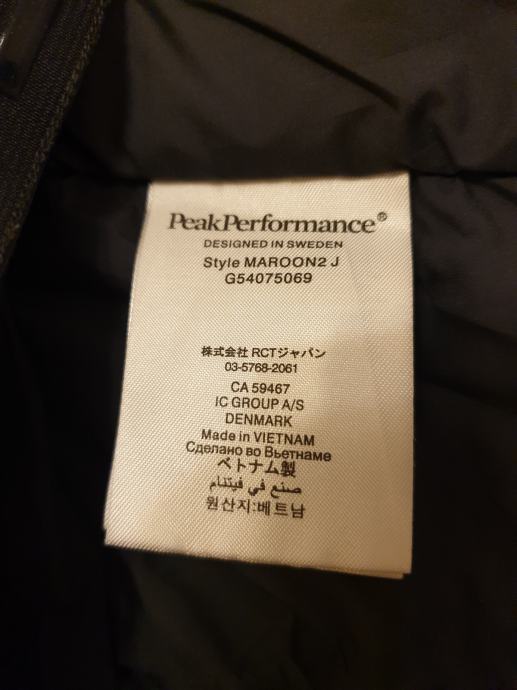 PeakPerformance®
DESIGNED IN SWEDEN
Style MAROON2 J
G54075069
株式会社 RCTジャパン
03-5768-2061
CA 59467
IC GROUP A/S
DENMARK
Made in VIETNAM
Сделано во Вьетнаме
ベトナム製
صنع في فيتنام
원산지:베트남